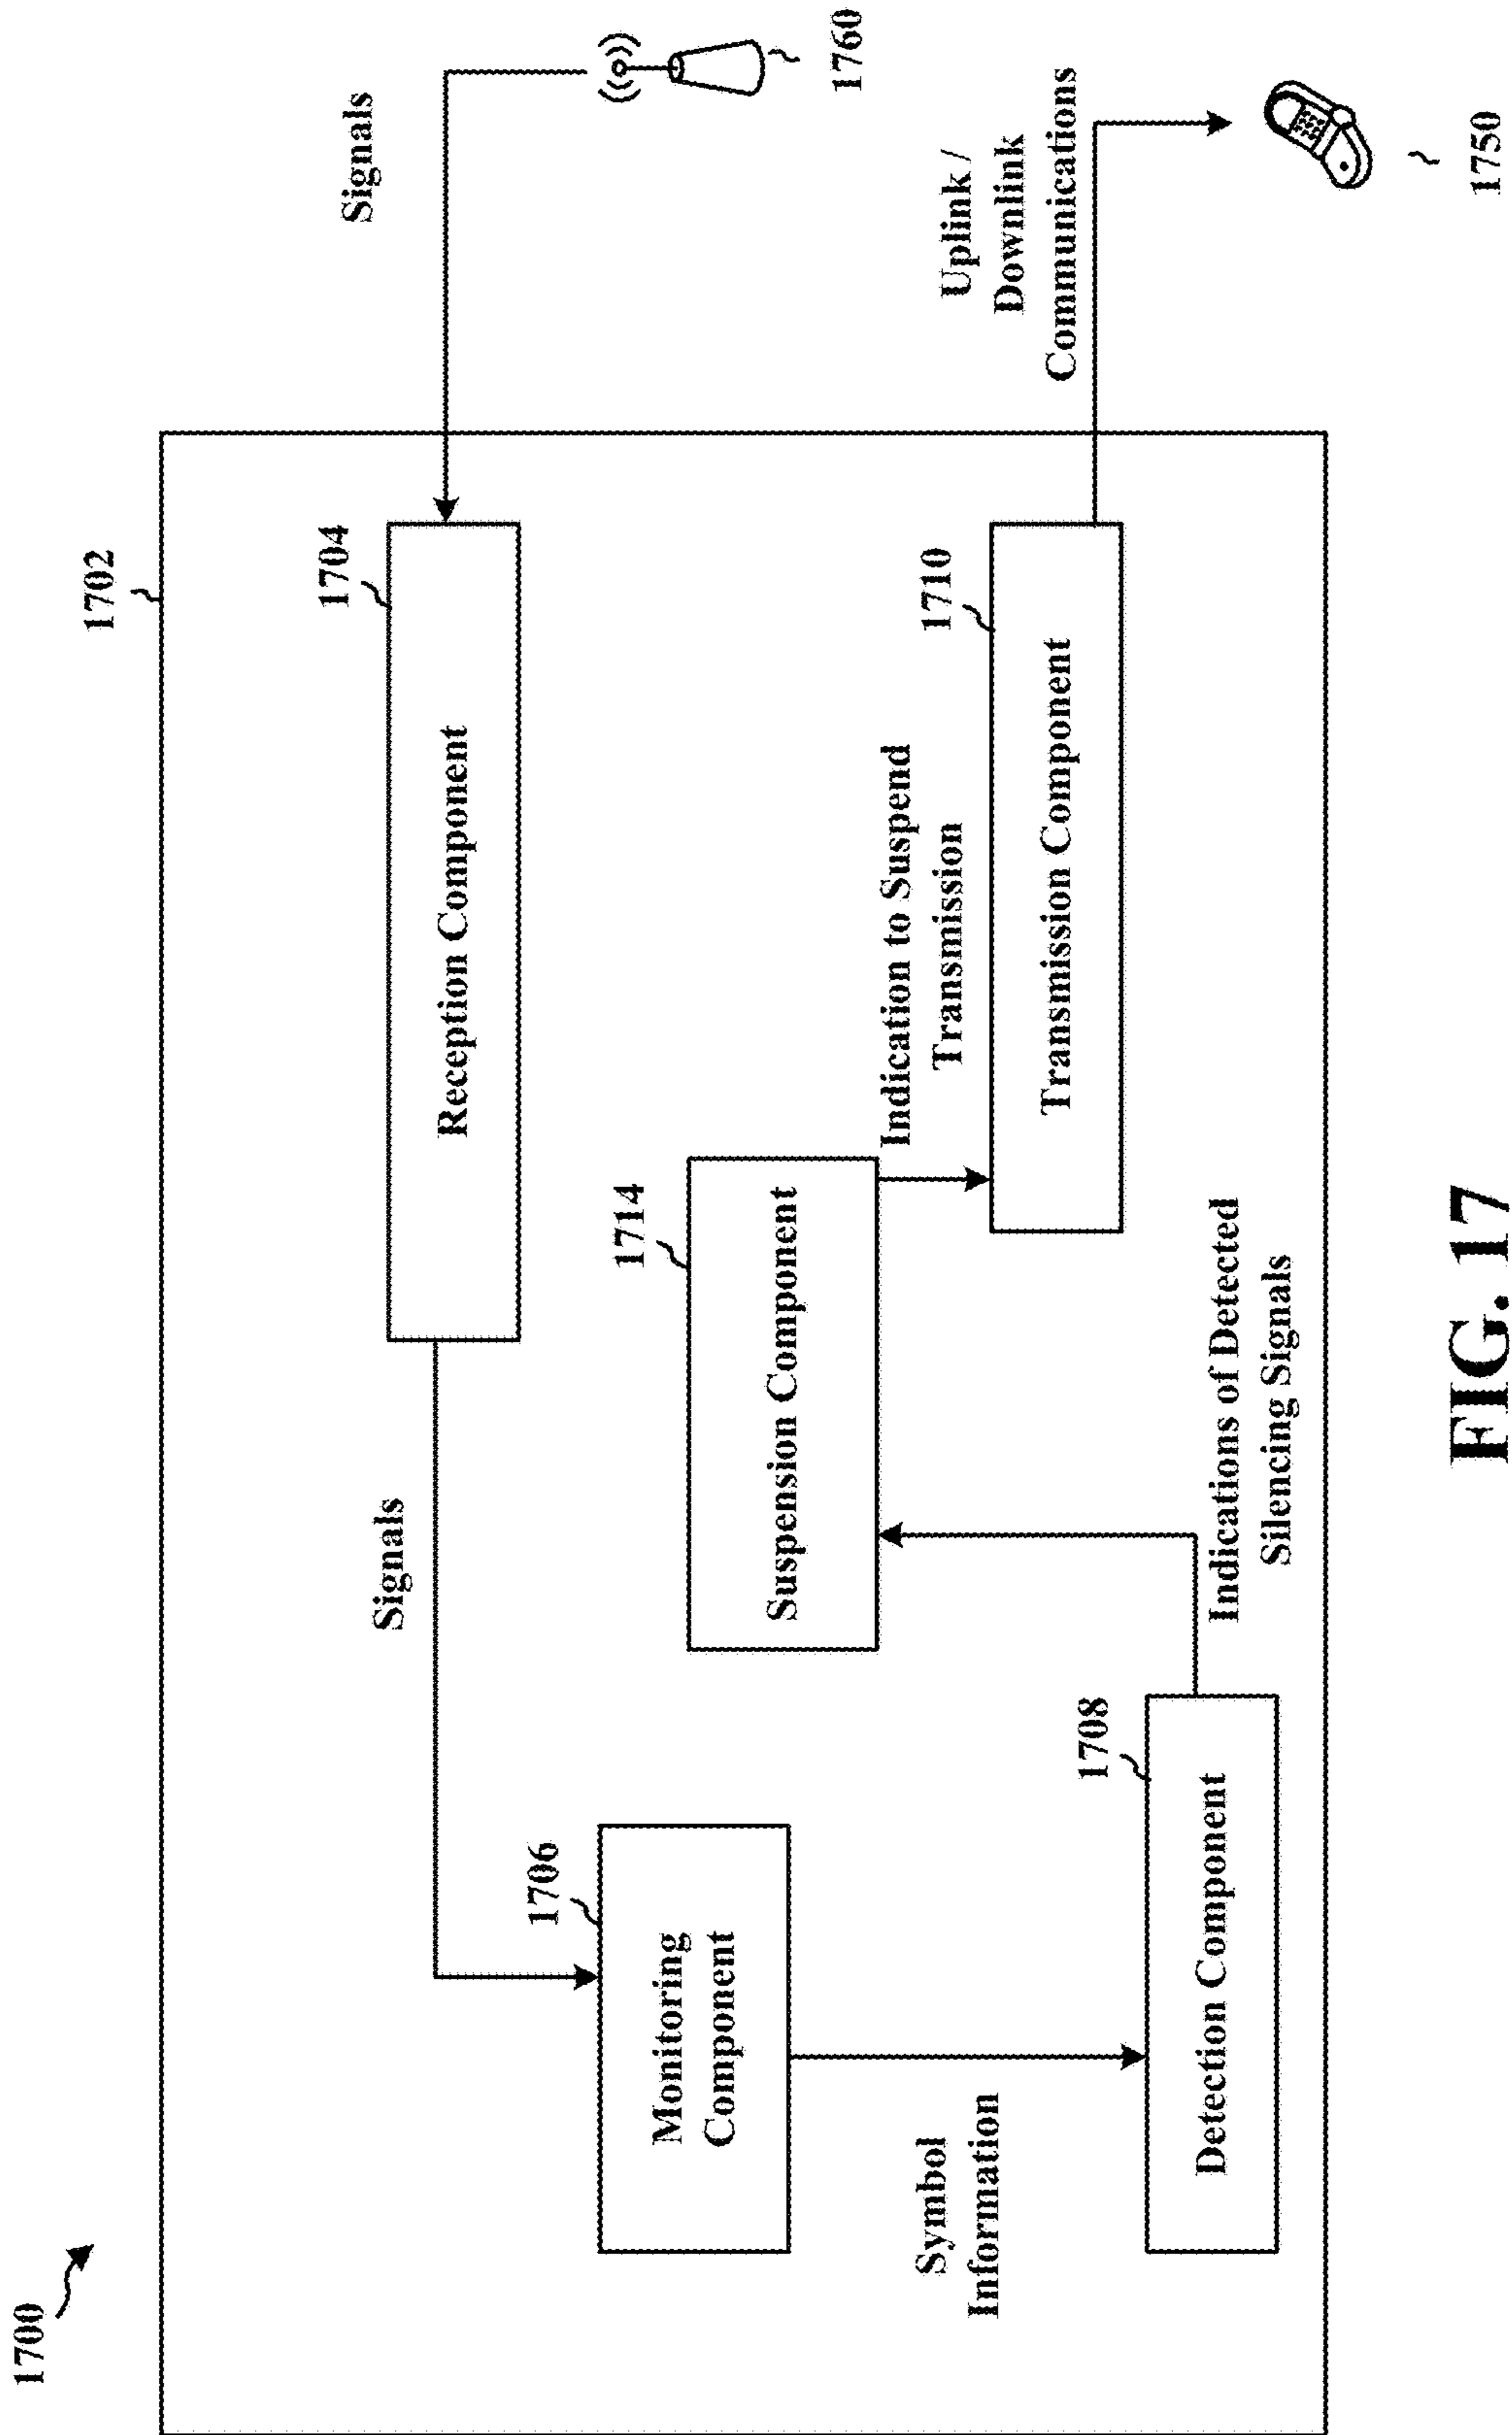 1700
1702
Signals
Signals
1704
Reception Component
1760
1706
Monitoring
Component
1714
Suspension Component
Indication to Suspend
Transmission
Uplink /
Downlink
Communications
Symbol
Information
1708
Detection Component
Indications of Detected
Silencing Signals
1710
Transmission Component
1750
FIG. 17